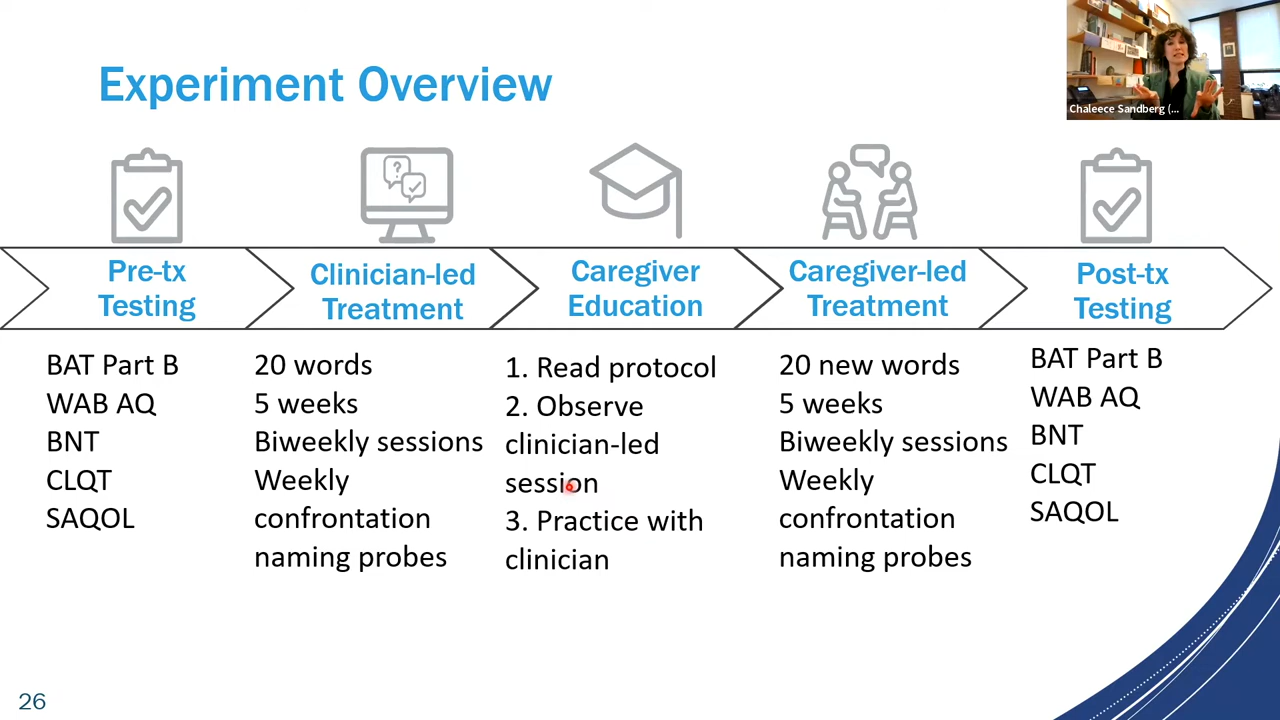 Experiment Overview
Chaleece Sandberg (...
?
Pre-tx
Testing
Clinician-led
Treatment
Caregiver
Education
Caregiver-led
Treatment
Post-tx
Testing
BAT Part B
WAB AQ
BNT
CLQT
SAQOL
20 words
5 weeks
Biweekly sessions
Weekly
confrontation
naming probes
1. Read protocol
2. Observe
clinician-led
session
3. Practice with
clinician
20 new words
5 weeks
Biweekly sessions
Weekly
confrontation
naming probes
BAT Part B
WAB AQ
BNT
CLQT
SAQOL
26